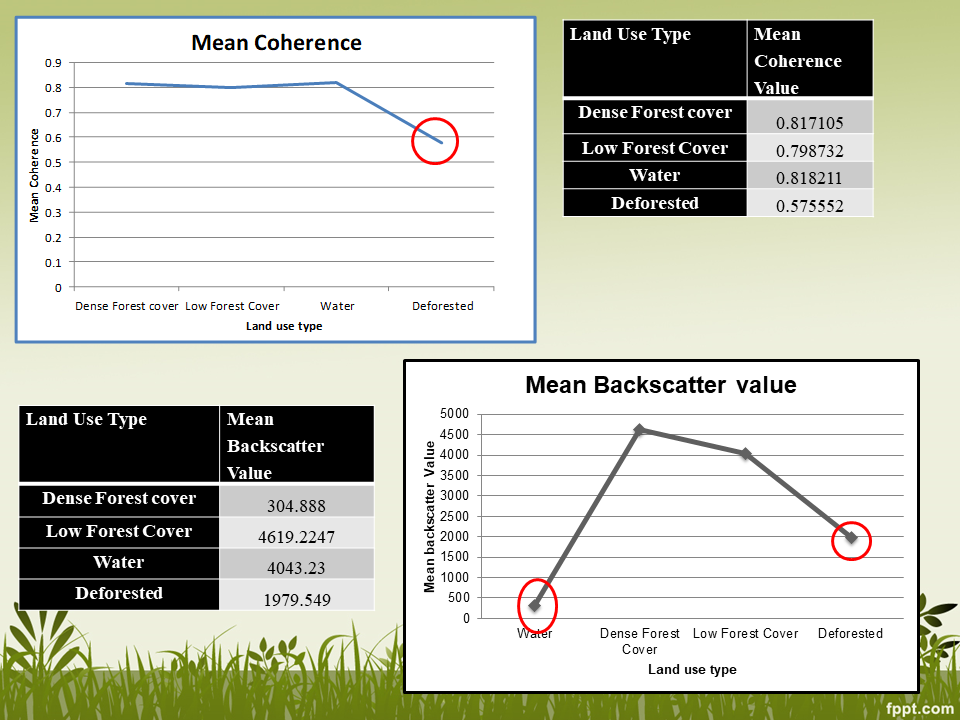 Mean Coherence
Mean Coherence
0.9
0.8
0.7
0.6
0.5
0.4
0.3
0.2
0.1
0
Dense Forest cover Low Forest Cover Water Deforested
Land use type
Land Use Type Mean
Coherence
Value
Dense Forest cover 0.817105
Low Forest Cover 0.798732
Water 0.818211
Deforested 0.575552
Land Use Type Mean
Backscatter
Value
Dense Forest cover 304.888
Low Forest Cover 4619.2247
Water 4043.23
Deforested 1979.549
Mean Backscatter value
Mean backscatter Value
5000
4500
4000
3500
3000
2500
2000
1500
1000
500
0
Water Dense Forest Low Forest Cover Deforested
Cover
Land use type
fppt.com